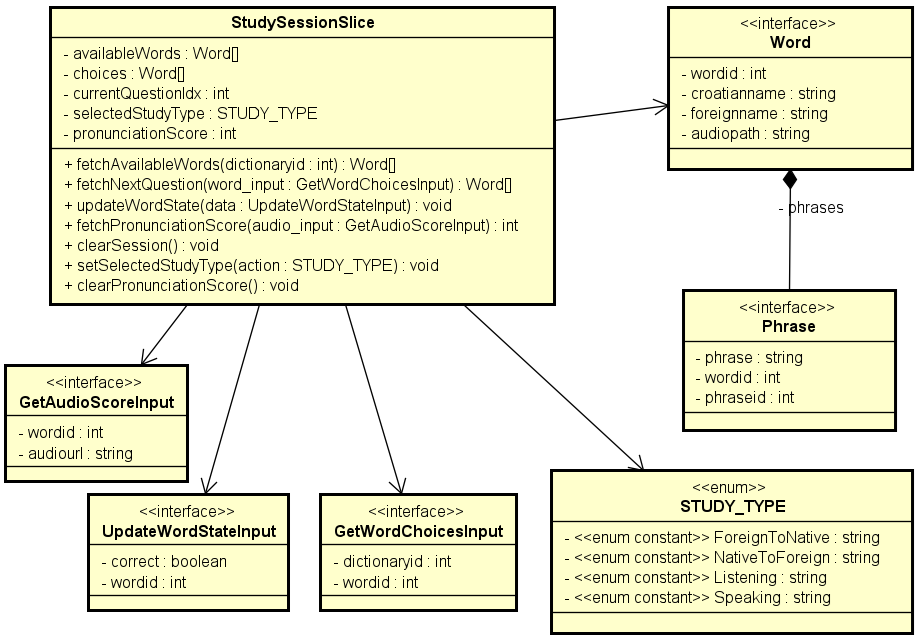 StudySessionSlice
- availableWords : Word[]
- choices : Word[]
- currentQuestionIdx : int
- selectedStudyType : STUDY_TYPE
- pronunciationScore : int
+ fetchAvailableWords(dictionaryid : int) : Word[]
+ fetchNextQuestion(word_input : GetWordChoicesInput) : Word[]
+ updateWordState(data : UpdateWordStateInput) : void
+ fetchPronunciationScore(audio_input : GetAudioScoreInput) : int
+ clearSession() : void
+ setSelectedStudyType(action : STUDY_TYPE) : void
+ clearPronunciationScore() : void
<<interface>>
Word
- wordid : int
- croatianname : string
- foreignname : string
- audiopath : string
- phrases
<<interface>>
Phrase
- phrase : string
- wordid : int
- phraseid : int
<<interface>>
GetAudioScoreInput
- wordid : int
- audiourl : string
<<interface>>
UpdateWordStateInput
- correct : boolean
- wordid : int
<<interface>>
GetWordChoicesInput
- dictionaryid : int
- wordid : int
<<enum>>
STUDY_TYPE
- <<enum constant>> ForeignToNative : string
- <<enum constant>> NativeToForeign : string
- <<enum constant>> Listening : string
- <<enum constant>> Speaking : string